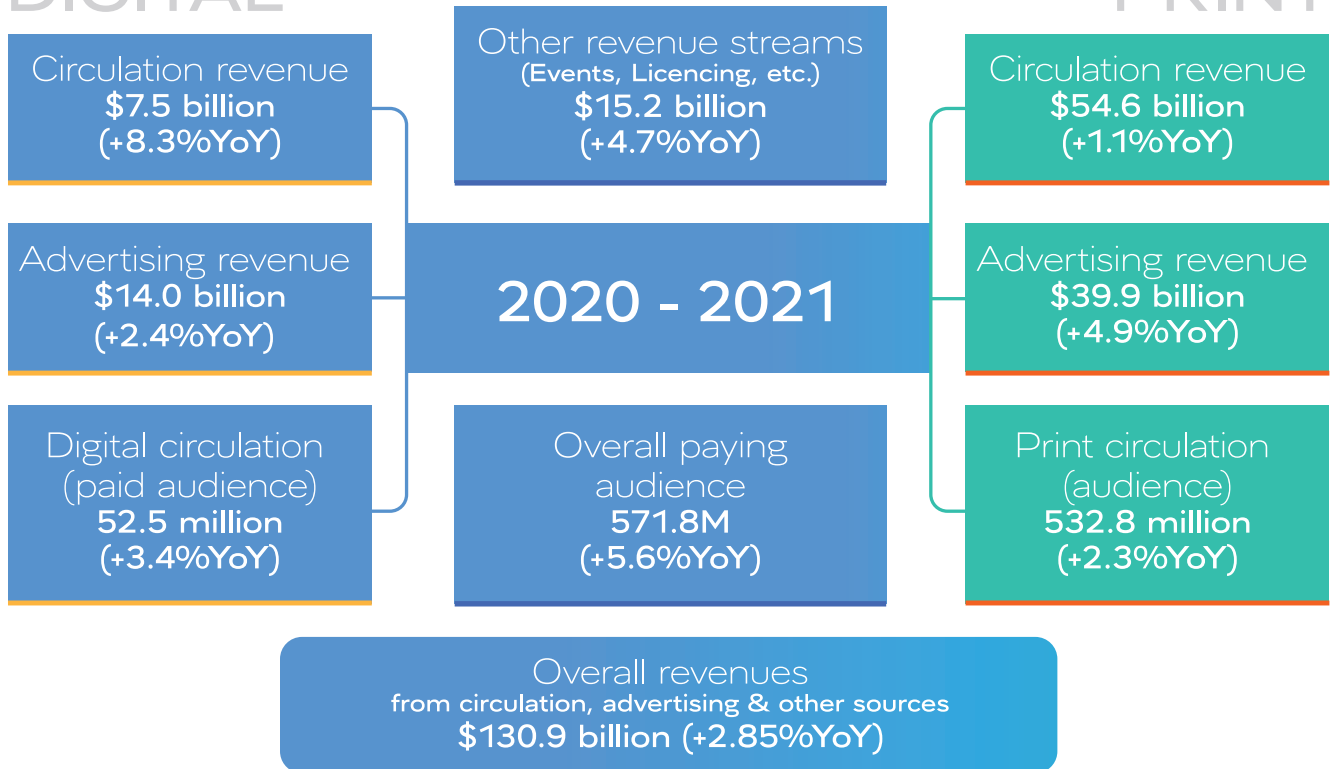 DIGITAL
PRINT
Circulation revenue
$7.5 billion
(+8.3%YoY)
Other revenue streams
(Events, Licencing, etc.)
$15.2 billion
(+4.7%YoY)
Circulation revenue
$54.6 billion
(+1.1%YoY)
Advertising revenue
$14.0 billion
(+2.4%YoY)
2020 - 2021
Advertising revenue
$39.9 billion
(+4.9%YoY)
Digital circulation
(paid audience)
52.5 million
(+3.4%YoY)
Overall paying
audience
571.8M
(+5.6%YoY)
Print circulation
(audience)
532.8 million
(+2.3%YoY)
Overall revenues
from circulation, advertising & other sources
$130.9 billion (+2.85%YoY)